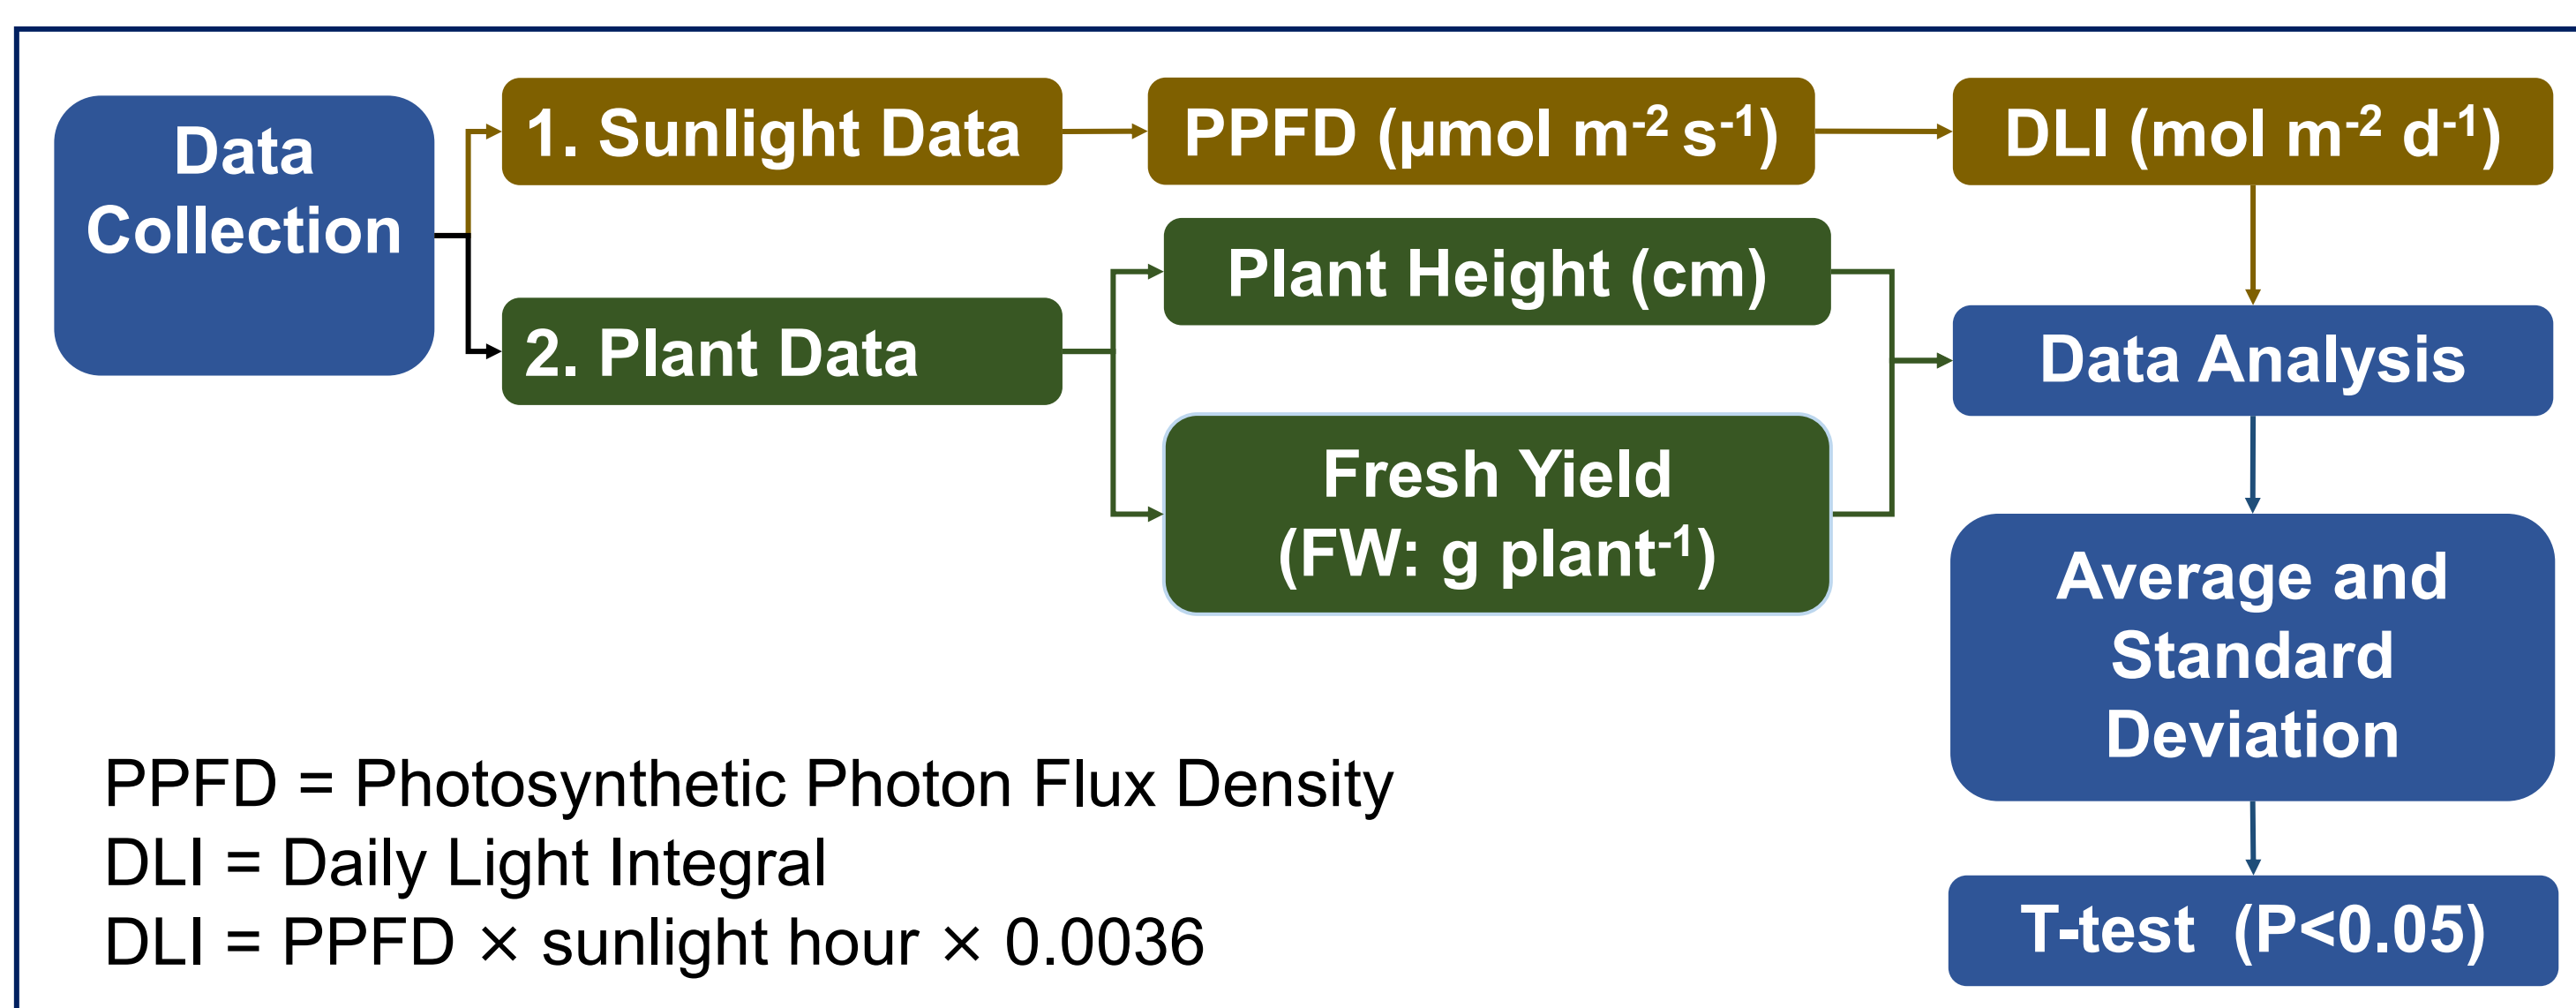 Data
Collection
1. Sunlight Data
PPFD (µmol m⁻² s⁻¹)
DLI (mol m⁻² d⁻¹)
2. Plant Data
Plant Height (cm)
Fresh Yield
(FW: g plant⁻¹)
Data Analysis
Average and
Standard
Deviation
T-test (P<0.05)
PPFD = Photosynthetic Photon Flux Density
DLI = Daily Light Integral
DLI = PPFD × sunlight hour × 0.0036